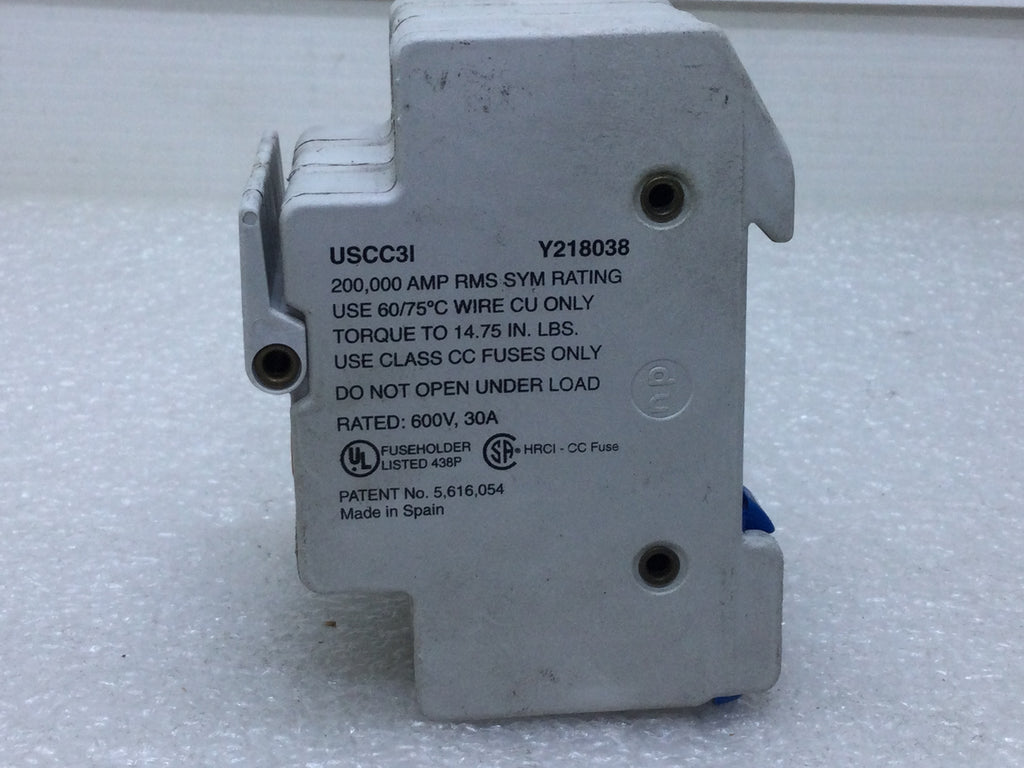 USCC3I Y218038
200,000 AMP RMS SYM RATING
USE 60/75°C WIRE CU ONLY
TORQUE TO 14.75 IN. LBS.
USE CLASS CC FUSES ONLY
DO NOT OPEN UNDER LOAD
RATED: 600V, 30A
UL FUSEHOLDER
LISTED 438P
SA® HRCI - CC Fuse
PATENT No. 5,616,054
Made in Spain